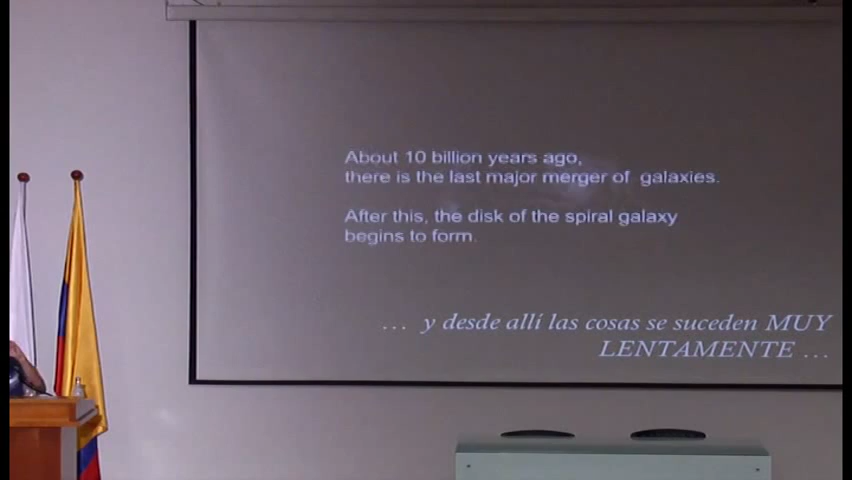 About 10 billion years ago,
there is the last major merger of galaxies.
After this, the disk of the spiral galaxy
begins to form.
... y desde allí las cosas se suceden MUY
LENTAMENTE ...